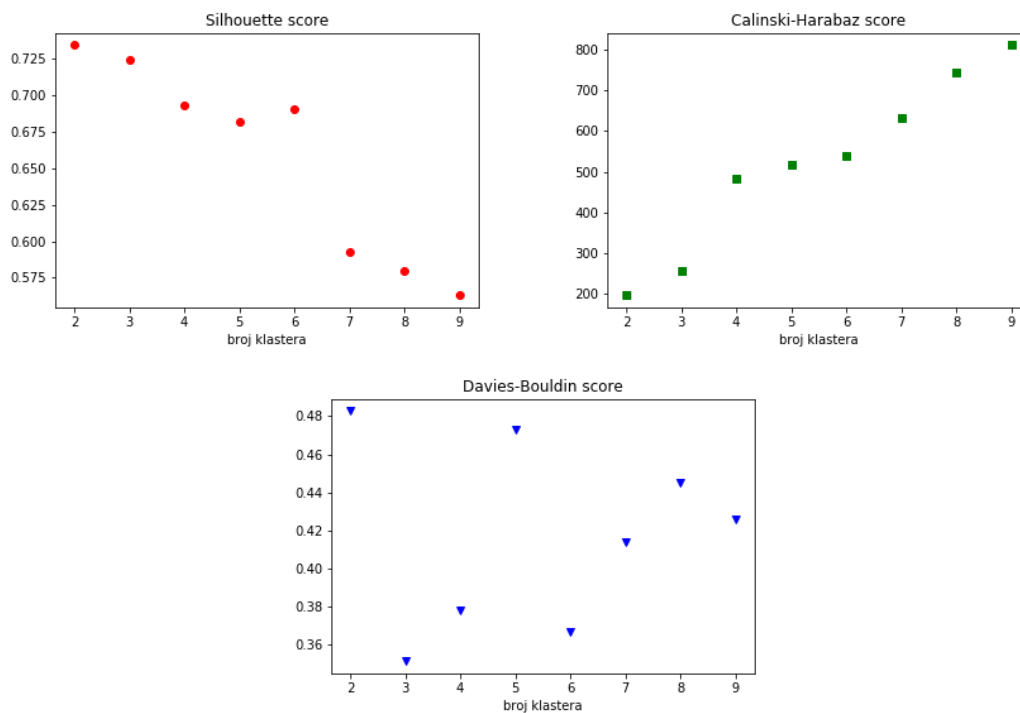 Silhouette score
0.725
0.700
0.675
0.650
0.625
0.600
0.575
2 3 4 5 6 7 8 9
broj klastera
Calinski-Harabaz score
800
700
600
500
400
300
200
2 3 4 5 6 7 8 9
broj klastera
Davies-Bouldin score
0.48
0.46
0.44
0.42
0.40
0.38
0.36
2 3 4 5 6 7 8 9
broj klastera